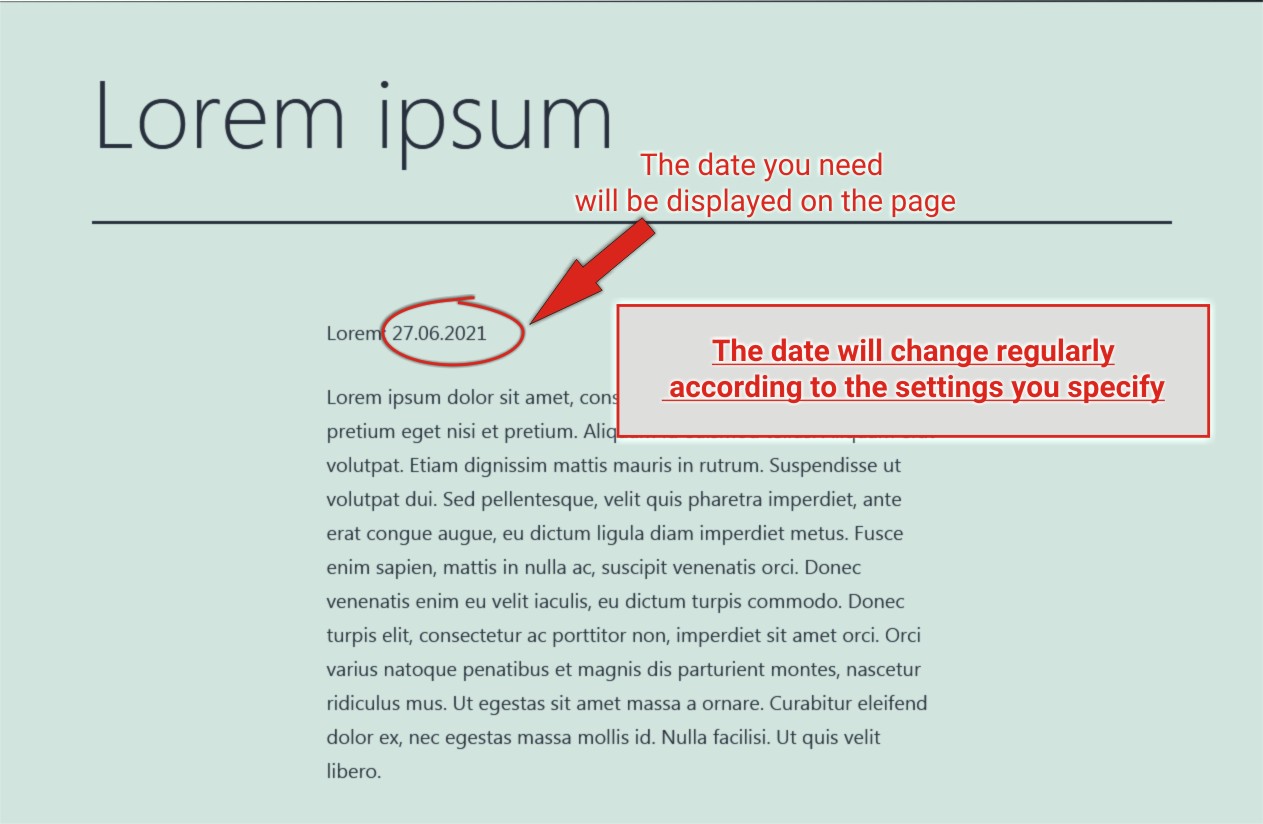 Lorem ipsum
The date you need
will be displayed on the page
Lorem: 27.06.2021
The date will change regularly
according to the settings you specify
Lorem ipsum dolor sit amet,
pretium eget nisi et pretium.
volutpat. Etiam dignissim mattis mauris in rutrum. Suspendisse ut
volutpat dui. Sed pellentesque, velit quis pharetra imperdiet, ante
erat congue augue, eu dictum ligula diam imperdiet metus. Fusce
enim sapien, mattis in nulla ac, suscipit venenatis orci. Donec
venenatis enim eu velit iaculis, eu dictum turpis commodo. Donec
turpis elit, consectetur ac porttitor non, imperdiet sit amet orci. Orci
varius natoque penatibus et magnis dis parturient montes, nascetur
ridiculus mus. Ut egestas sit amet massa a ornare. Curabitur eleifend
dolor ex, nec egestas massa mollis id. Nulla facilisi. Ut quis velit
libero.